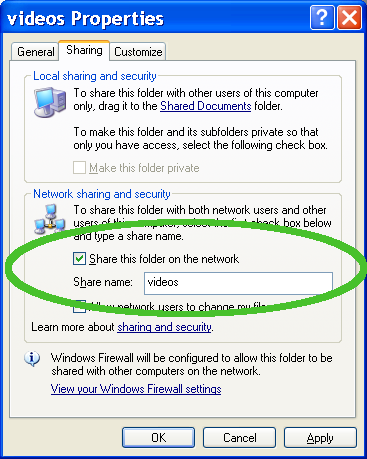 videos Properties
General Sharing Customize
Local sharing and security
To share this folder with other users of this computer
only, drag it to the Shared Documents folder.
To make this folder and its subfolders private so that
only you have access, select the following check box.
Make this folder private
Network sharing and security
To share this folder with both network users and other
users of this computer, select the first check box below
and type a share name.
Share this folder on the network
Share name: videos
Allow network users to change my file
Learn more about sharing and security.
Windows Firewall will be configured to allow this folder to be
shared with other computers on the network.
View your Windows Firewall settings
OK Cancel Apply